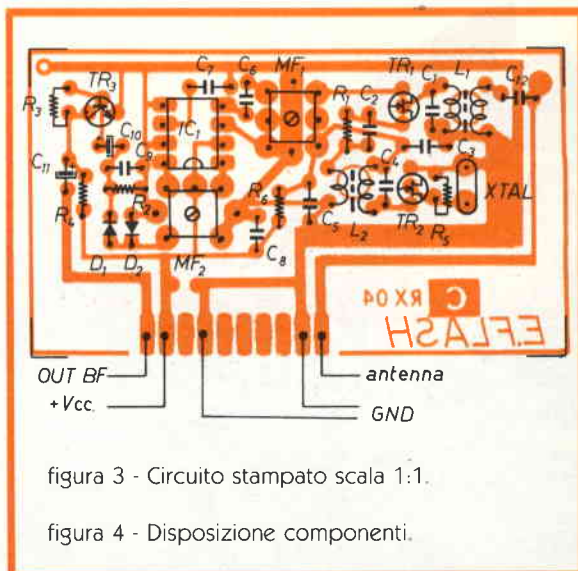 C7
C6
MF1
TR1
C1
L1
C12
TR3
R3
IC1
R1
C2
C10
C9
C11
C4
C3
XTAL
R4
R2
R6
C5
L2
TR2
R5
D1
D2
MF2
C8
C RX 04
E.FLASH
OUT BF
antenna
+Vcc.
GND
figura 3 - Circuito stampato scala 1:1.
figura 4 - Disposizione componenti.